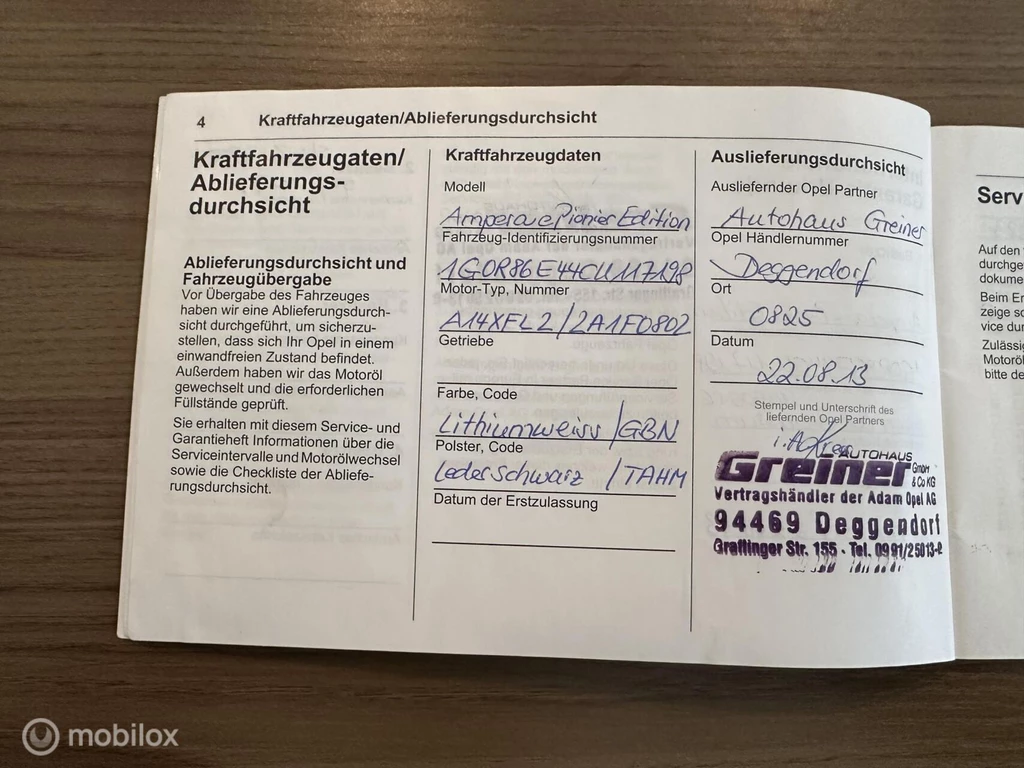 4 Kraftfahrzeugaten/Ablieferungsdurchsicht
Kraftfahrzeugaten/
Ablieferungs-
durchsicht
Ablieferungsdurchsicht und
Fahrzeugübergabe
Vor Übergabe des Fahrzeuges
haben wir eine Ablieferungsdurch-
sicht durchgeführt, um sicherzu-
stellen, dass sich Ihr Opel in einem
einwandfreien Zustand befindet.
Außerdem haben wir das Motoröl
gewechselt und die erforderlichen
Füllstände geprüft.
Sie erhalten mit diesem Service- und
Garantieheft Informationen über die
Serviceintervalle und Motorölwechsel
sowie die Checkliste der Abliefe-
rungsdurchsicht.
Kraftfahrzeugdaten
Modell
Ampera ePionier Edition
Fahrzeug-Identifizierungsnummer
1G0R86E44CU117198
Motor-Typ, Nummer
A14XFL2/2A1F0802
Getriebe
Farbe, Code
Lithiumweiss/GBN
Polster, Code
Leder schwarz /TAHM
Datum der Erstzulassung
Auslieferungsdurchsicht
Ausliefernder Opel Partner
Autohaus Greiner
Opel Händlernummer
Deggendorf
Ort
0825
Datum
22.08.13
Stempel und Unterschrift des
liefernden Opel Partners
i.A.
AUTOHAUS
Greiner GmbH & Co KG
Vertragshändler der Adam Opel AG
94469 Deggendorf
Graflinger Str. 155 · Tel. 0991/25013-0
Serv
Auf den
durchge
dokume
Beim Er
zeige so
vice dur
Zulässig
Motoröl
bitte de
mobilox